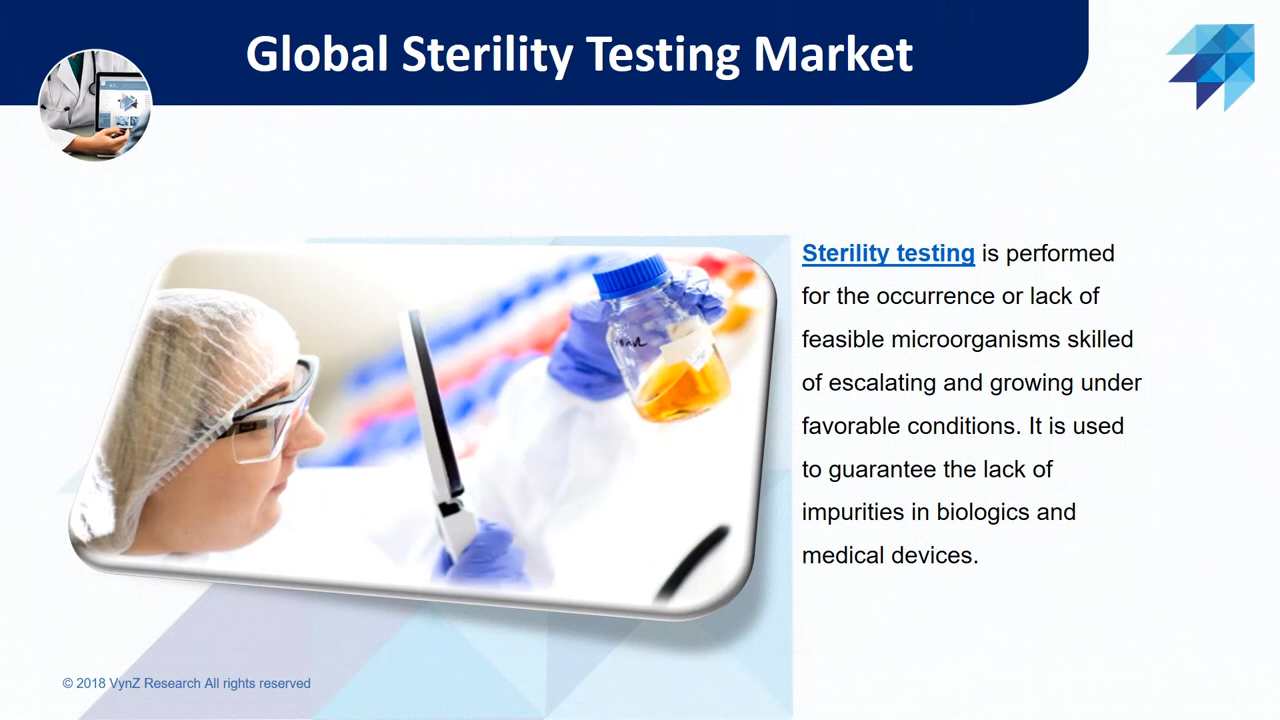 Global Sterility Testing Market
Sterility testing is performed
for the occurrence or lack of
feasible microorganisms skilled
of escalating and growing under
favorable conditions. It is used
to guarantee the lack of
impurities in biologics and
medical devices.
© 2018 VynZ Research All rights reserved